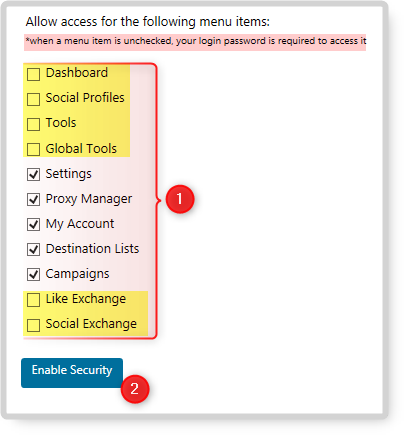 Allow access for the following menu items:
*when a menu item is unchecked, your login password is required to access it
Dashboard
Social Profiles
Tools
Global Tools
Settings
Proxy Manager
My Account
Destination Lists
Campaigns
Like Exchange
Social Exchange
1
Enable Security
2